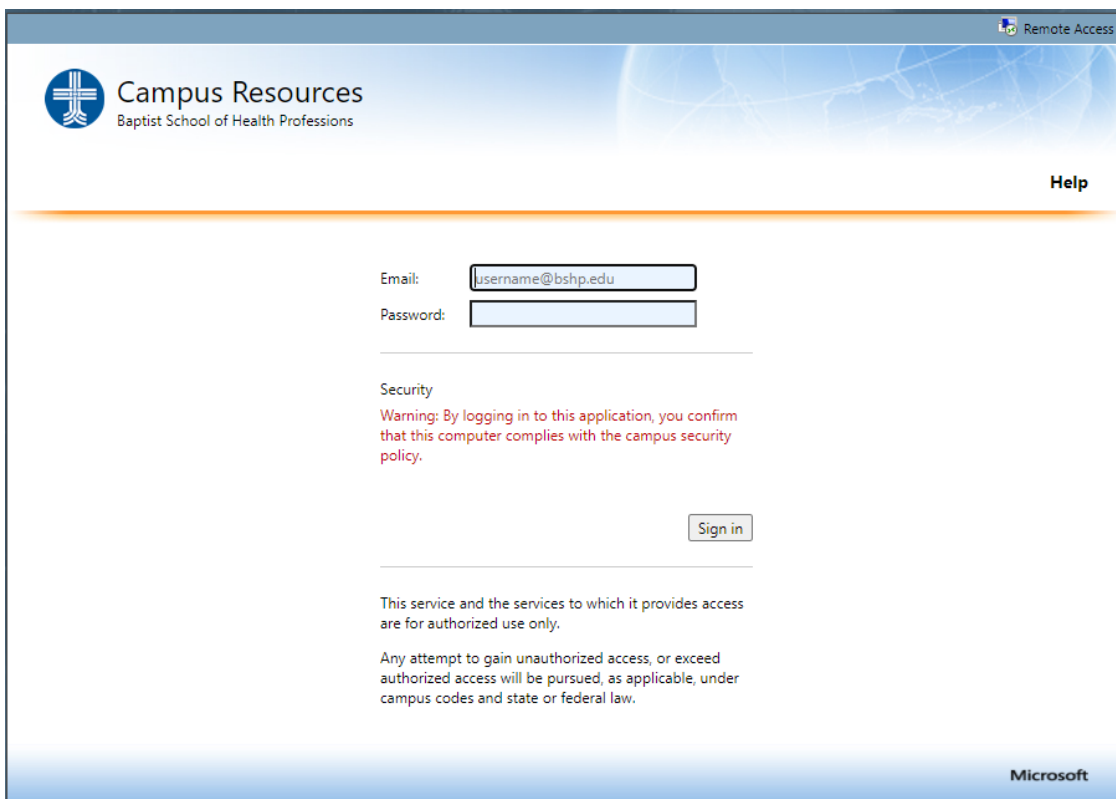 Remote Access
Campus Resources
Baptist School of Health Professions
Help
Email: username@bshp.edu
Password:
Security
Warning: By logging in to this application, you confirm
that this computer complies with the campus security
policy.
Sign in
This service and the services to which it provides access
are for authorized use only.
Any attempt to gain unauthorized access, or exceed
authorized access will be pursued, as applicable, under
campus codes and state or federal law.
Microsoft